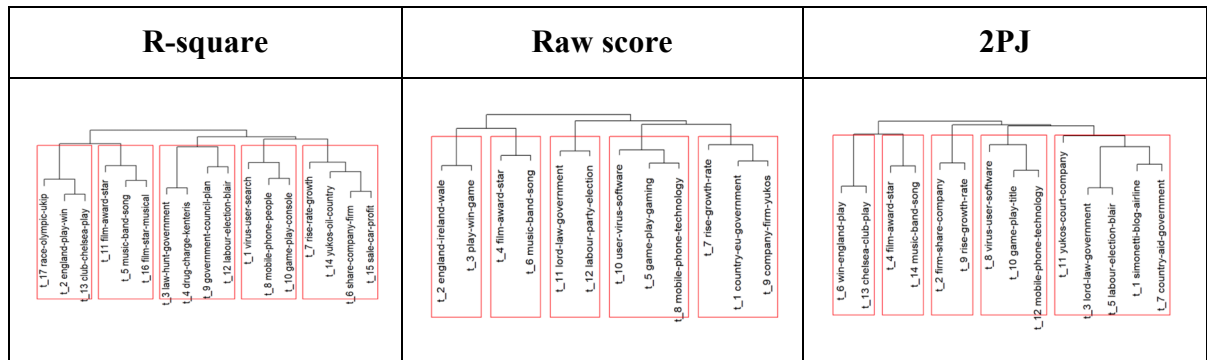 R-square
Raw score
2PJ
t_17 race-olympic-ukip
t_2 england-play-win
t_13 club-chelsea-play
t_11 film-award-star
t_5 music-band-song
t_16 film-star-musical
t_3 law-hunt-government
t_4 drug-charge-kenteris
t_9 government-council-plan
t_12 labour-election-blair
t_1 virus-user-search
t_8 mobile-phone-people
t_10 game-play-console
t_7 rise-rate-growth
t_14 yukos-oil-country
t_6 share-company-firm
t_15 sale-car-profit
t_2 england-ireland-wale
t_3 play-win-game
t_4 film-award-star
t_6 music-band-song
t_11 lord-law-government
t_12 labour-party-election
t_10 user-virus-software
t_5 game-play-gaming
t_8 mobile-phone-technology
t_7 rise-growth-rate
t_1 country-eu-government
t_9 company-firm-yukos
t_6 win-england-play
t_13 chelsea-club-play
t_4 film-award-star
t_14 music-band-song
t_2 firm-share-company
t_9 rise-growth-rate
t_8 virus-user-software
t_10 game-play-title
t_12 mobile-phone-technology
t_11 yukos-court-company
t_3 lord-law-government
t_5 labour-election-blair
t_1 simonetti-blog-airline
t_7 country-aid-government